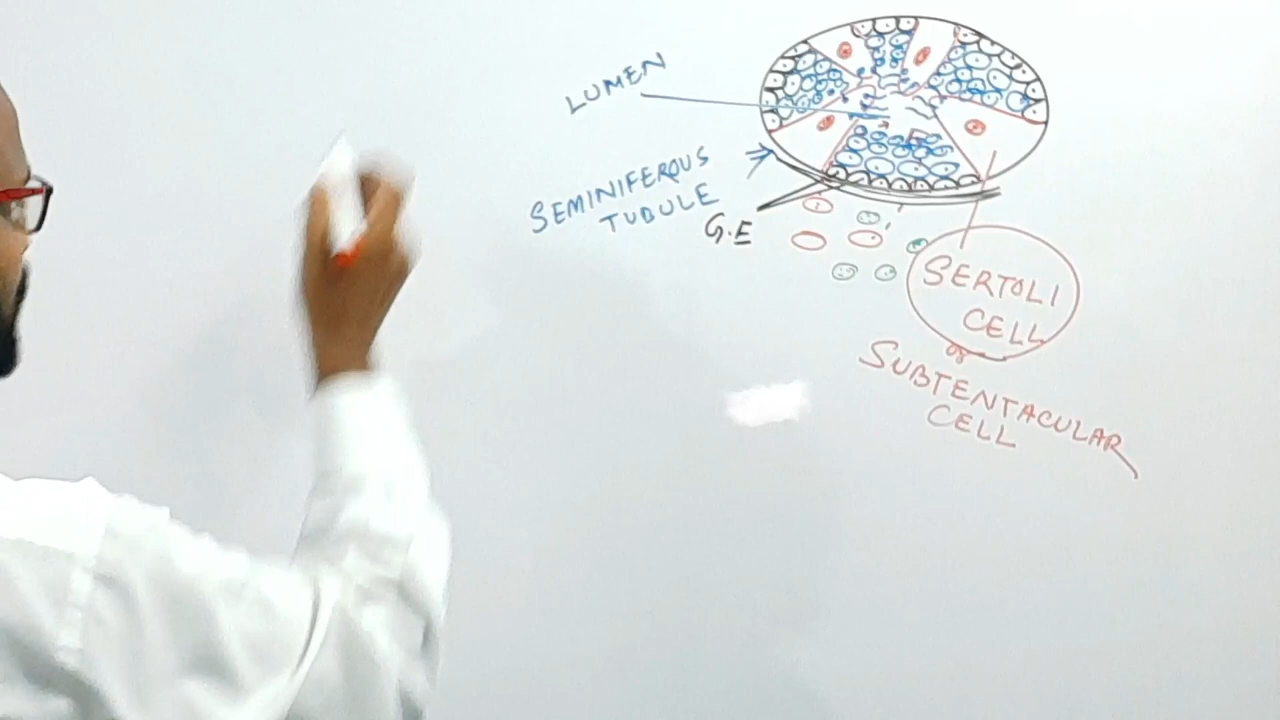 LUMEN
SEMINIFEROUS
TUBULE
G.E
SERTOLI
CELL
or
SUBTENTACULAR
CELL